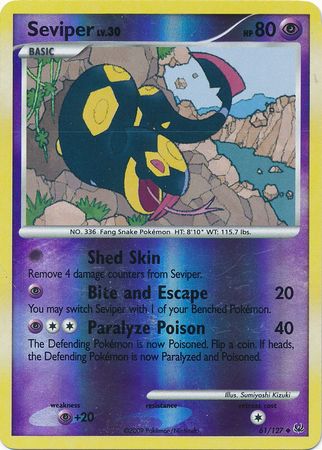 Seviper LV.30 HP 80
BASIC
NO. 336 Fang Snake Pokémon HT: 8'10" WT: 115.7 lbs.
Shed Skin
Remove 4 damage counters from Seviper.
Bite and Escape 20
You may switch Seviper with 1 of your Benched Pokémon.
Paralyze Poison 40
The Defending Pokémon is now Poisoned. Flip a coin. If heads,
the Defending Pokémon is now Paralyzed and Poisoned.
Illus. Sumiyoshi Kizuki
weakness resistance retreat cost
+20
©2009 Pokémon/Nintendo 61/127